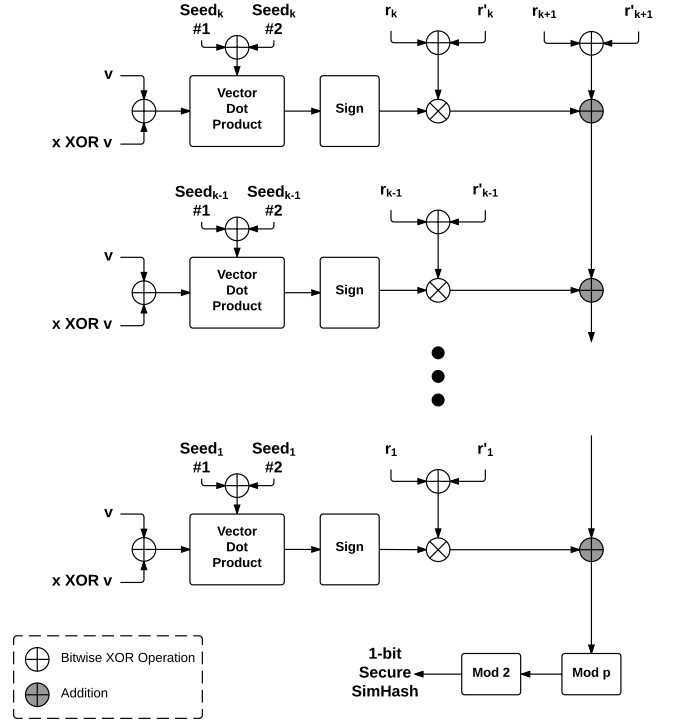 Seedk Seedk
#1 #2
rk r'k
rk+1 r'k+1
v
x XOR v
Vector
Dot
Product
Sign
Seedk-1 Seedk-1
#1 #2
rk-1 r'k-1
v
x XOR v
Vector
Dot
Product
Sign
Seed1 Seed1
#1 #2
r1 r'1
v
x XOR v
Vector
Dot
Product
Sign
1-bit
Secure
SimHash
Mod 2
Mod p
Bitwise XOR Operation
Addition